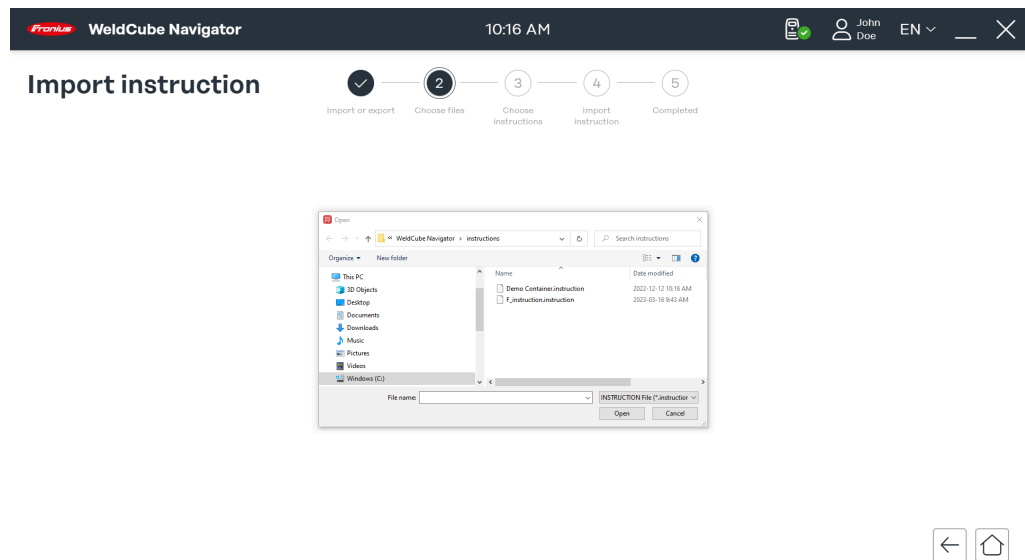 Fronius WeldCube Navigator 10:16 AM John Doe EN
Import instruction
2 3 4 5
Import or export Choose files Choose instructions Import instruction Completed
Open
« WeldCube Navigator › instructions Search instructions
Organize New folder
This PC Name Date modified
3D Objects Demo Container.instruction 2022-12-12 10:16 AM
Desktop F_instruction.instruction 2023-03-16 9:43 AM
Documents
Downloads
Music
Pictures
Videos
Windows (C:)
File name: INSTRUCTION File (*.instruction
Open Cancel